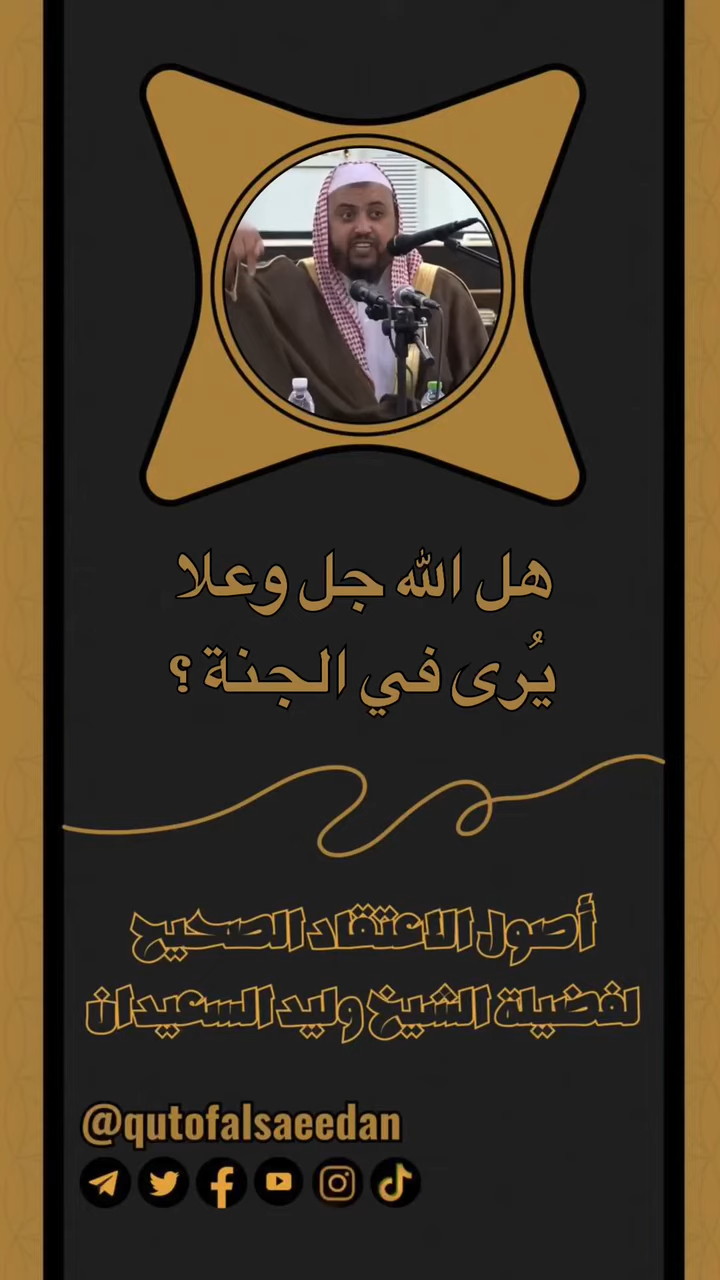 هل الله جل وعلا
يُرى في الجنة ؟
أصول الاعتقاد الصحيح
لفضيلة الشيخ وليد السعيدان
@qutofalsaeedan